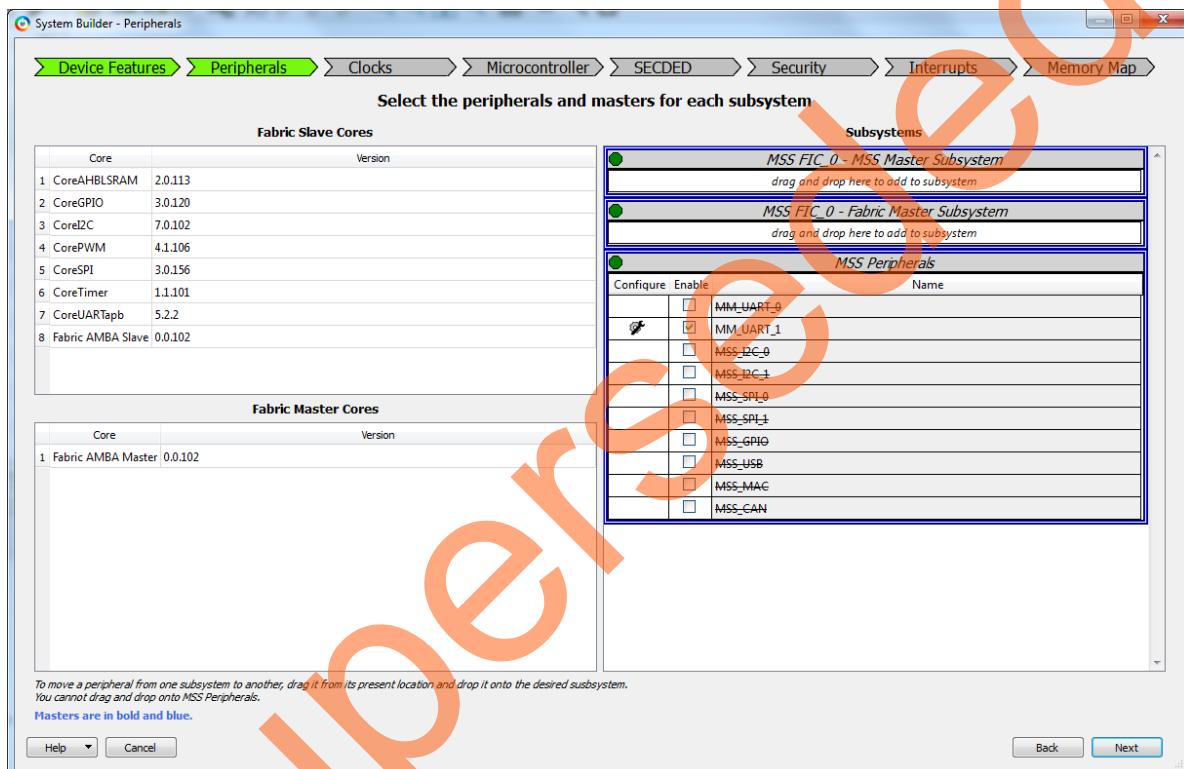 System Builder - Peripherals
Device Features Peripherals Clocks Microcontroller SECDED Security Interrupts Memory Map
Select the peripherals and masters for each subsystem
Fabric Slave Cores
Core Version
1 CoreAHBLSRAM 2.0.113
2 CoreGPIO 3.0.120
3 CoreI2C 7.0.102
4 CorePWM 4.1.106
5 CoreSPI 3.0.156
6 CoreTimer 1.1.101
7 CoreUARTapb 5.2.2
8 Fabric AMBA Slave 0.0.102
Fabric Master Cores
Core Version
1 Fabric AMBA Master 0.0.102
Subsystems
MSS FIC_0 - MSS Master Subsystem
drag and drop here to add to subsystem
MSS FIC_0 - Fabric Master Subsystem
drag and drop here to add to subsystem
MSS Peripherals
Configure Enable Name
MM_UART_0
MM_UART_1
MSS_I2C_0
MSS_I2C_1
MSS_SPI_0
MSS_SPI_1
MSS_GPIO
MSS_USB
MSS_MAC
MSS_CAN
To move a peripheral from one subsystem to another, drag it from its present location and drop it onto the desired susbsystem.
You cannot drag and drop onto MSS Peripherals.
Masters are in bold and blue.
Help Cancel Back Next
perseded